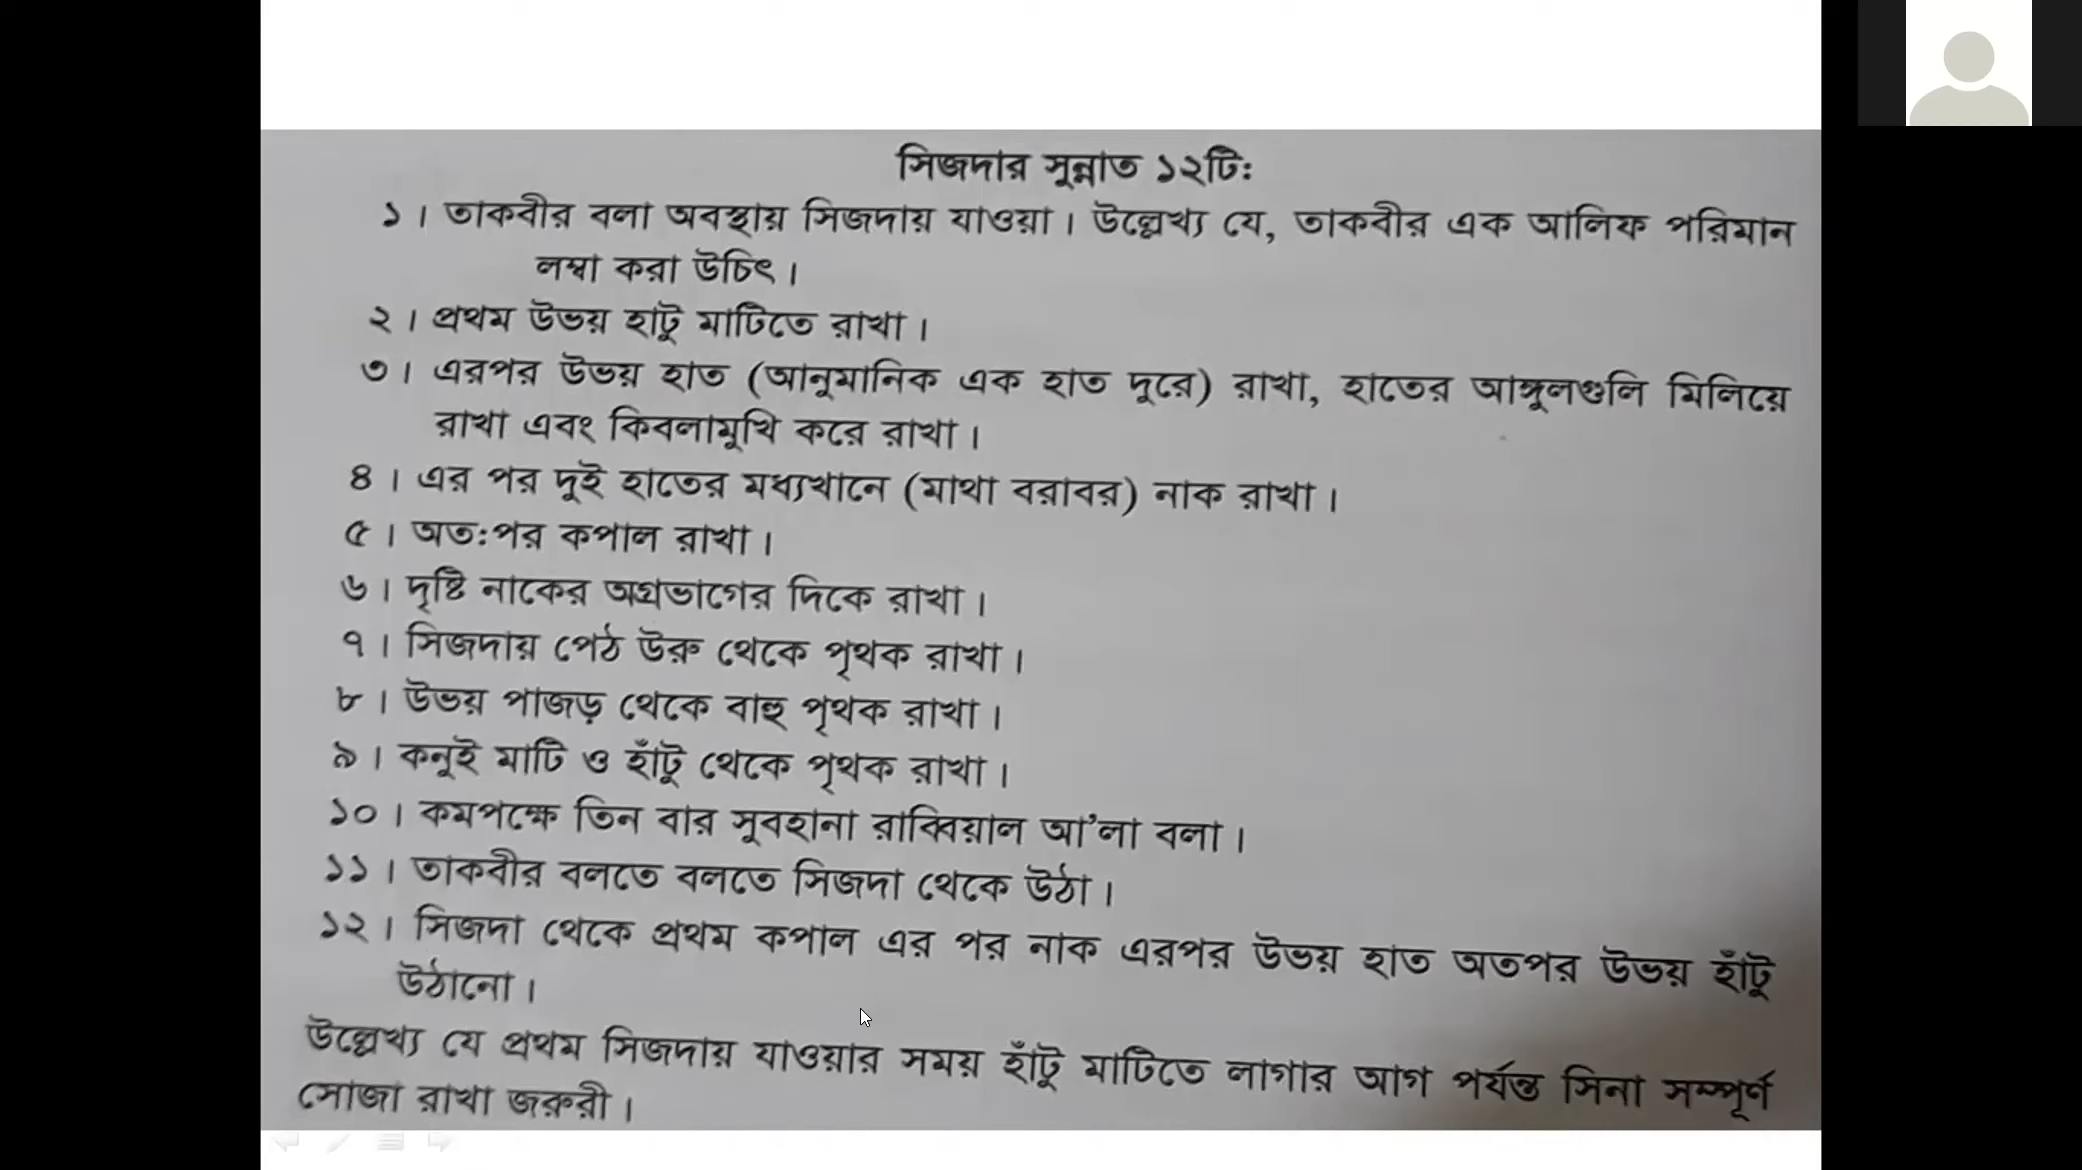 সিজদার সুন্নাত ১২টিঃ
১। তাকবীর বলা অবস্থায় সিজদায় যাওয়া। উল্লেখ্য যে, তাকবীর এক আলিফ পরিমান
লম্বা করা উচিৎ।
২। প্রথম উভয় হাটু মাটিতে রাখা।
৩। এরপর উভয় হাত (আনুমানিক এক হাত দূরে) রাখা, হাতের আঙ্গুলগুলি মিলিয়ে
রাখা এবং কিবলামুখি করে রাখা।
৪। এর পর দুই হাতের মধ্যখানে (মাথা বরাবর) নাক রাখা।
৫। অতঃপর কপাল রাখা।
৬। দৃষ্টি নাকের অগ্রভাগের দিকে রাখা।
৭। সিজদায় পেঠ উরু থেকে পৃথক রাখা।
৮। উভয় পাজড় থেকে বাহু পৃথক রাখা।
৯। কনুই মাটি ও হাঁটু থেকে পৃথক রাখা।
১০। কমপক্ষে তিন বার সুবহানা রাব্বিয়াল আ'লা বলা।
১১। তাকবীর বলতে বলতে সিজদা থেকে উঠা।
১২। সিজদা থেকে প্রথম কপাল এর পর নাক এরপর উভয় হাত অতপর উভয় হাঁটু
উঠানো।
উল্লেখ্য যে প্রথম সিজদায় যাওয়ার সময় হাঁটু মাটিতে লাগার আগ পর্যন্ত সিনা সম্পূর্ণ
সোজা রাখা জরুরী।